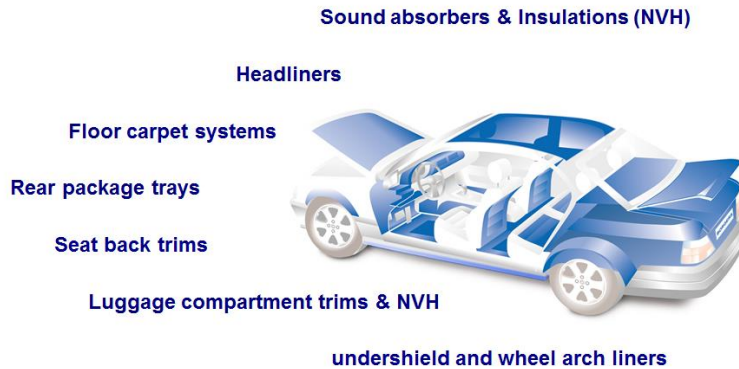 Sound absorbers & Insulations (NVH)
Headliners
Floor carpet systems
Rear package trays
Seat back trims
Luggage compartment trims & NVH
undershield and wheel arch liners